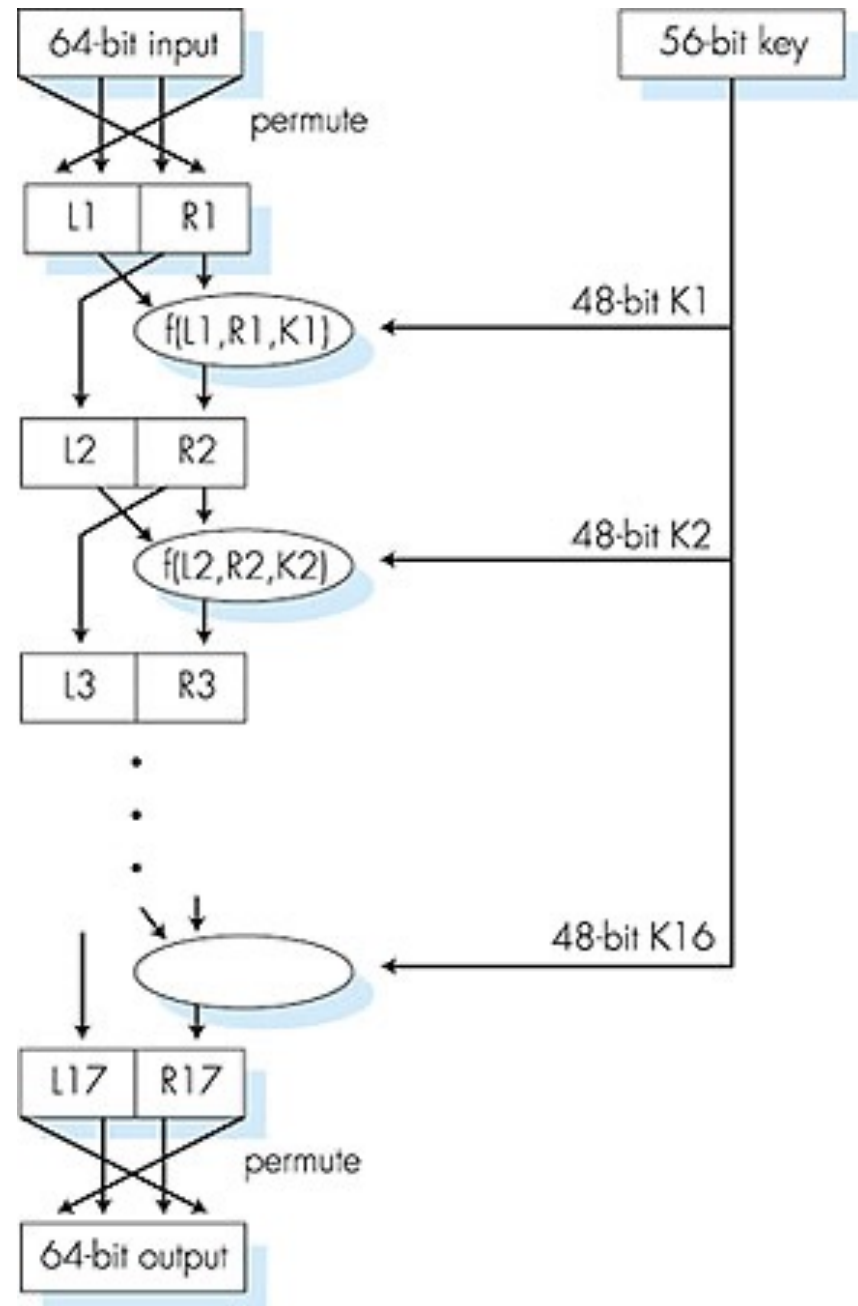 64-bit input
56-bit key
permute
L1 R1
48-bit K1
f(L1,R1,K1)
L2 R2
48-bit K2
f(L2,R2,K2)
L3 R3
48-bit K16
L17 R17
permute
64-bit output